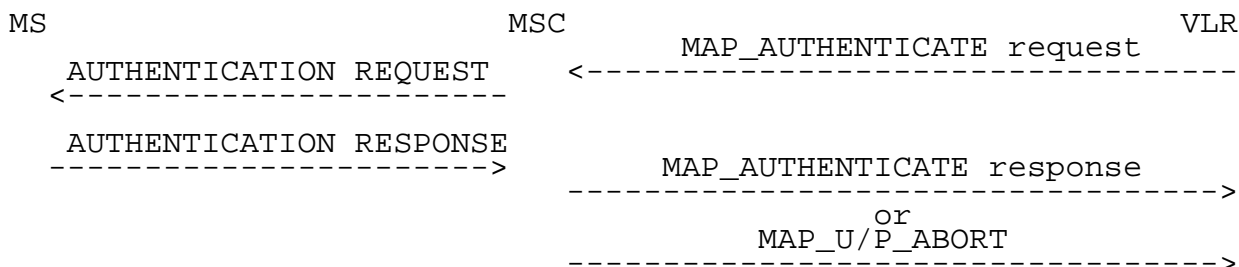 MS MSC VLR
MAP_AUTHENTICATE request
AUTHENTICATION REQUEST <----------------------------------
<-----------------------
AUTHENTICATION RESPONSE
-----------------------> MAP_AUTHENTICATE response
---------------------------------->
or
MAP_U/P_ABORT
---------------------------------->